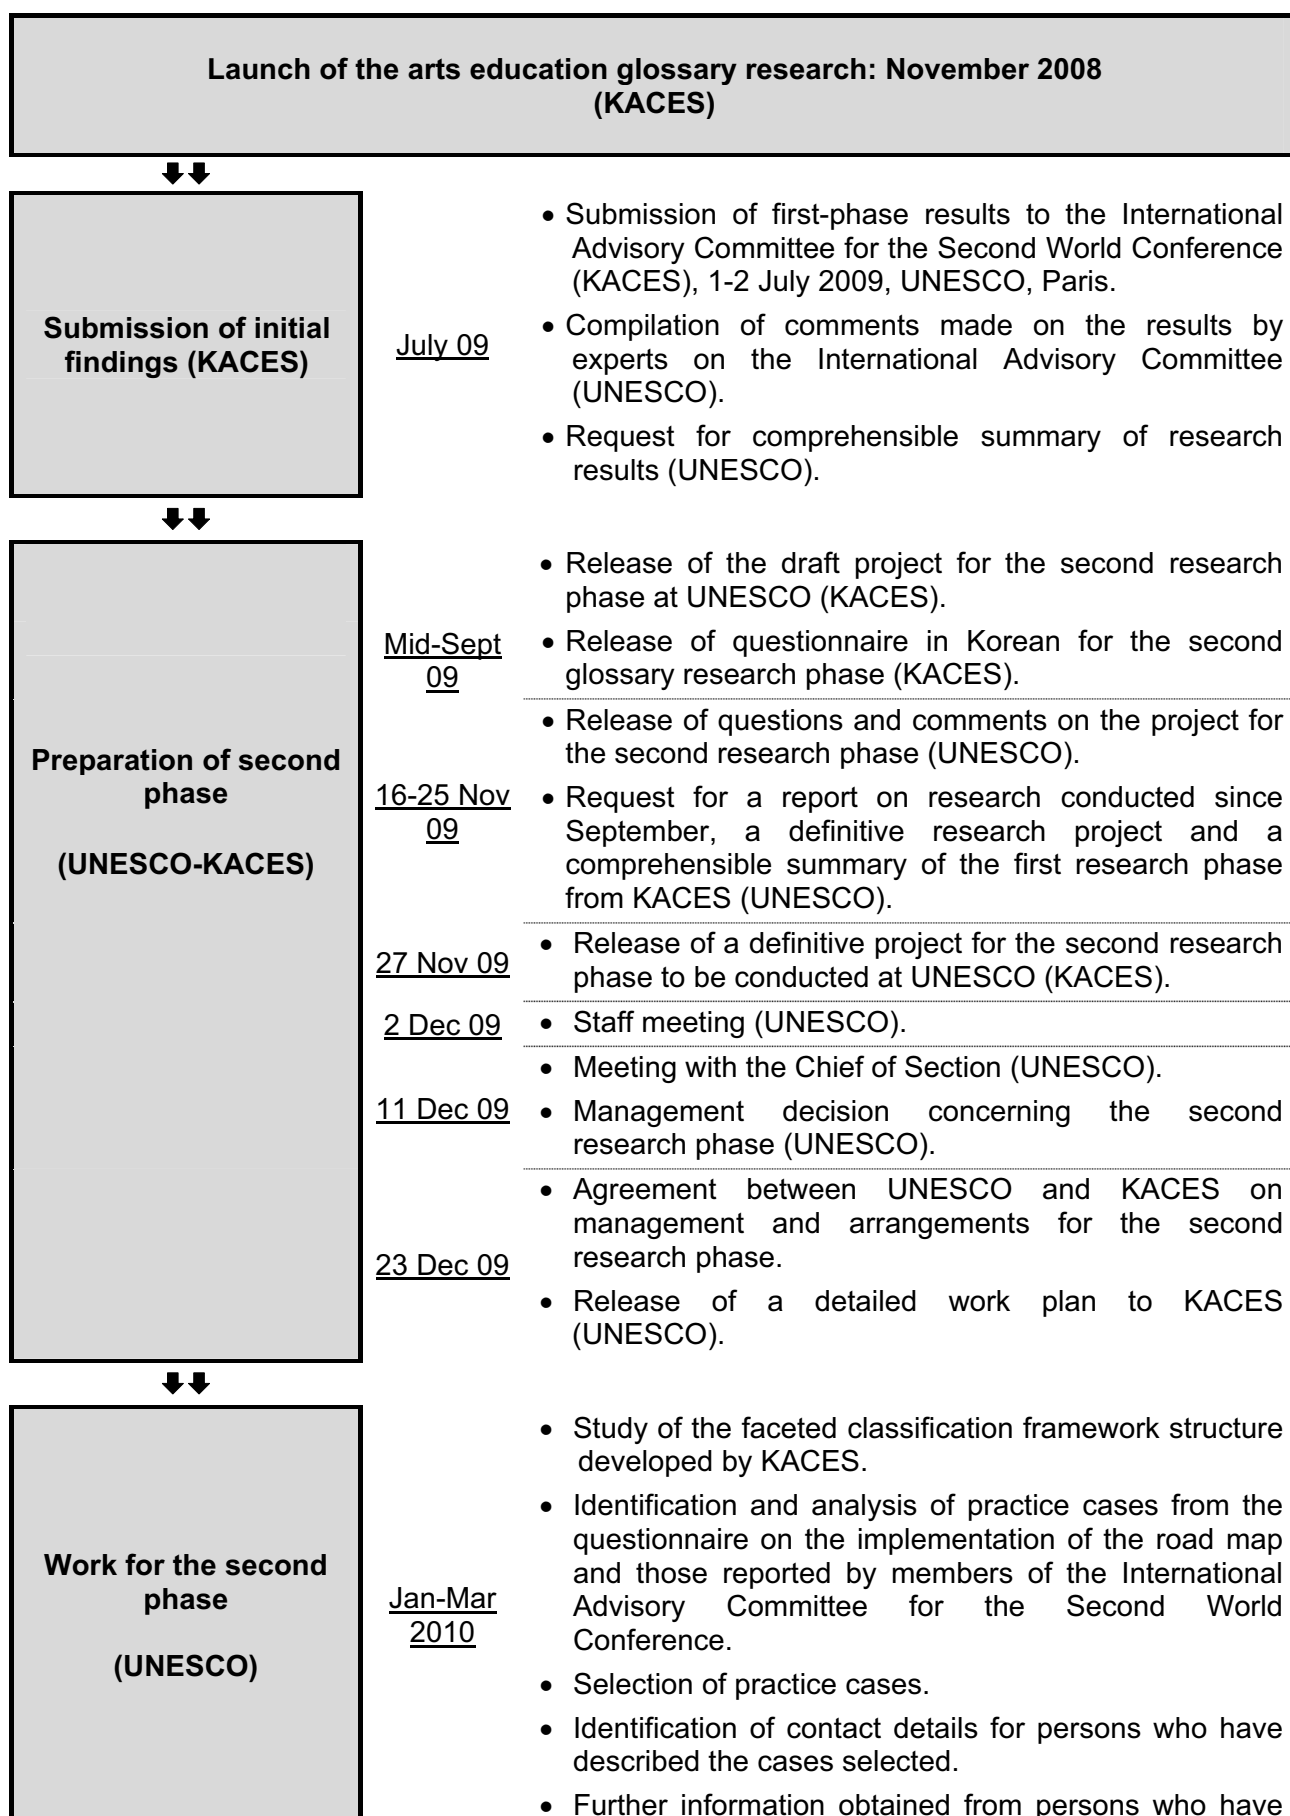 Launch of the arts education glossary research: November 2008
(KACES)
Submission of initial
findings (KACES)
July 09
• Submission of first-phase results to the International
Advisory Committee for the Second World Conference
(KACES), 1-2 July 2009, UNESCO, Paris.
• Compilation of comments made on the results by
experts on the International Advisory Committee
(UNESCO).
• Request for comprehensible summary of research
results (UNESCO).
Preparation of second
phase
(UNESCO-KACES)
Mid-Sept
09
• Release of the draft project for the second research
phase at UNESCO (KACES).
• Release of questionnaire in Korean for the second
glossary research phase (KACES).
16-25 Nov
09
• Release of questions and comments on the project for
the second research phase (UNESCO).
• Request for a report on research conducted since
September, a definitive research project and a
comprehensible summary of the first research phase
from KACES (UNESCO).
27 Nov 09
• Release of a definitive project for the second research
phase to be conducted at UNESCO (KACES).
2 Dec 09
• Staff meeting (UNESCO).
11 Dec 09
• Meeting with the Chief of Section (UNESCO).
• Management decision concerning the second
research phase (UNESCO).
23 Dec 09
• Agreement between UNESCO and KACES on
management and arrangements for the second
research phase.
• Release of a detailed work plan to KACES
(UNESCO).
Work for the second
phase
(UNESCO)
Jan-Mar
2010
• Study of the faceted classification framework structure
developed by KACES.
• Identification and analysis of practice cases from the
questionnaire on the implementation of the road map
and those reported by members of the International
Advisory Committee for the Second World
Conference.
• Selection of practice cases.
• Identification of contact details for persons who have
described the cases selected.
• Further information obtained from persons who have